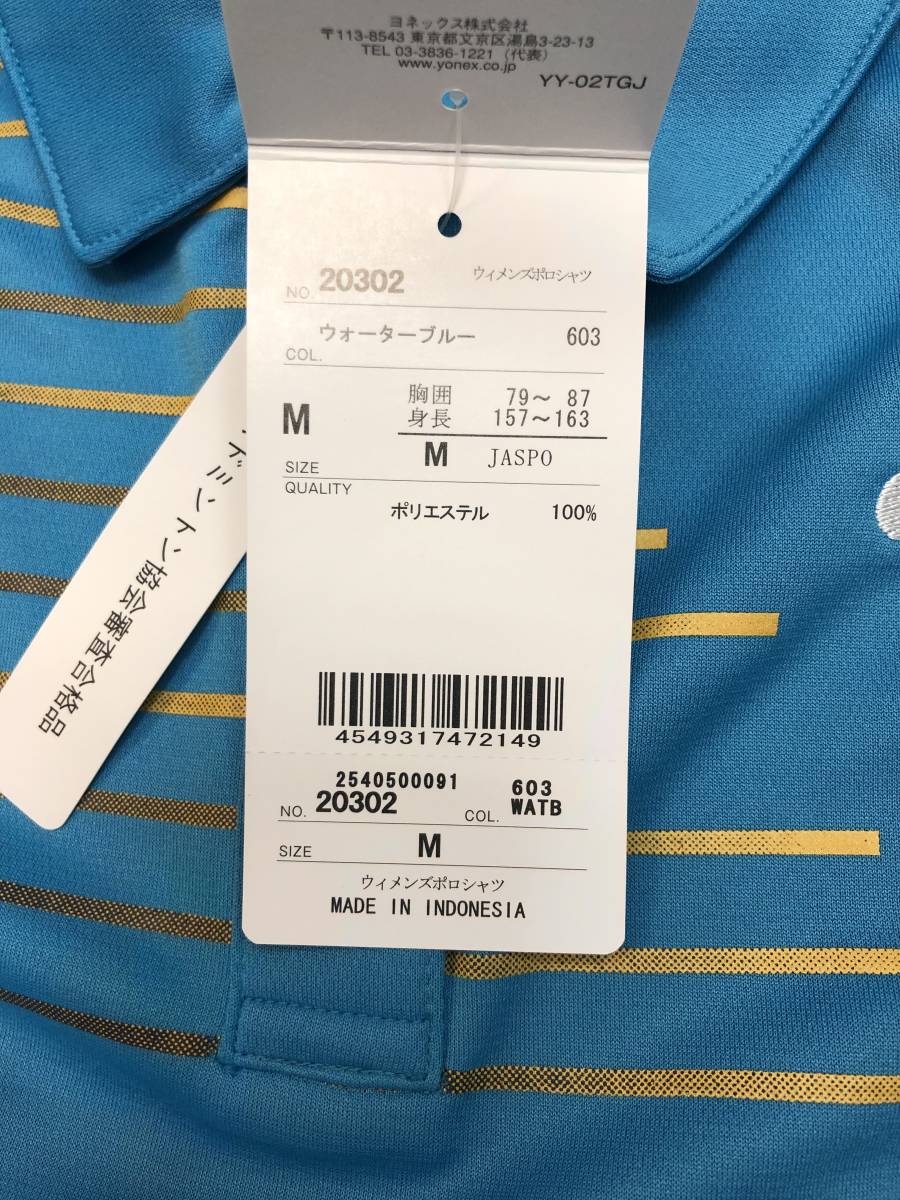 ヨネックス株式会社
〒113-8543 東京都文京区湯島3-23-13
TEL 03-3836-1221 (代表)
www.yonex.co.jp
YY-02TGJ
NO. 20302 ウィメンズポロシャツ
COL. ウォーターブルー 603
胸囲 79～ 87
身長 157～163
SIZE M
M JASPO
QUALITY
ポリエステル 100%
4549317472149
2540500091
NO. 20302 COL. 603 WATB
SIZE M
ウィメンズポロシャツ
MADE IN INDONESIA
ドミントン協会審査合格品